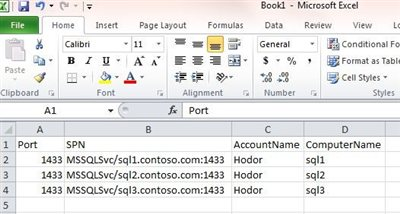 Book1 - Microsoft Excel
File Home Insert Page Layout Formulas Data Review View
Paste
Calibri 11 A A
B I U A
General
$ % ,
Conditional Fo
Format as Tab
Cell Styles
Clipboard Font Alignment Number Styles
A1 fx Port
A B C D
1 Port SPN AccountName ComputerName
2 1433 MSSQLSvc/sql1.contoso.com:1433 Hodor sql1
3 1433 MSSQLSvc/sql2.contoso.com:1433 Hodor sql2
4 1433 MSSQLSvc/sql3.contoso.com:1433 Hodor sql3
5